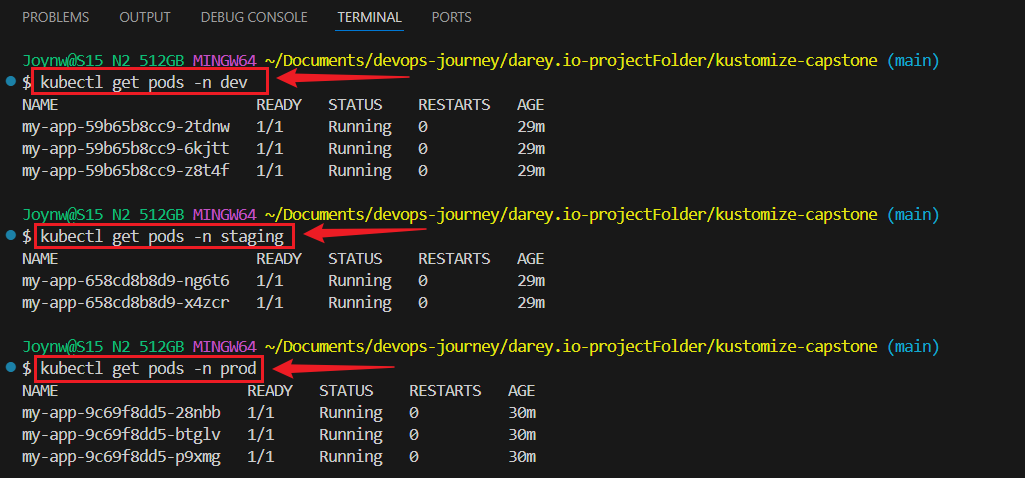 PROBLEMS OUTPUT DEBUG CONSOLE TERMINAL PORTS
Joynw@S15 N2 512GB MINGW64 ~/Documents/devops-journey/darey.io-projectFolder/kustomize-capstone (main)
$ kubectl get pods -n dev
NAME READY STATUS RESTARTS AGE
my-app-59b65b8cc9-2tdnw 1/1 Running 0 29m
my-app-59b65b8cc9-6kjtt 1/1 Running 0 29m
my-app-59b65b8cc9-z8t4f 1/1 Running 0 29m
Joynw@S15 N2 512GB MINGW64 ~/Documents/devops-journey/darey.io-projectFolder/kustomize-capstone (main)
$ kubectl get pods -n staging
NAME READY STATUS RESTARTS AGE
my-app-658cd8b8d9-ng6t6 1/1 Running 0 29m
my-app-658cd8b8d9-x4zcr 1/1 Running 0 29m
Joynw@S15 N2 512GB MINGW64 ~/Documents/devops-journey/darey.io-projectFolder/kustomize-capstone (main)
$ kubectl get pods -n prod
NAME READY STATUS RESTARTS AGE
my-app-9c69f8dd5-28nbb 1/1 Running 0 30m
my-app-9c69f8dd5-btglv 1/1 Running 0 30m
my-app-9c69f8dd5-p9xmg 1/1 Running 0 30m